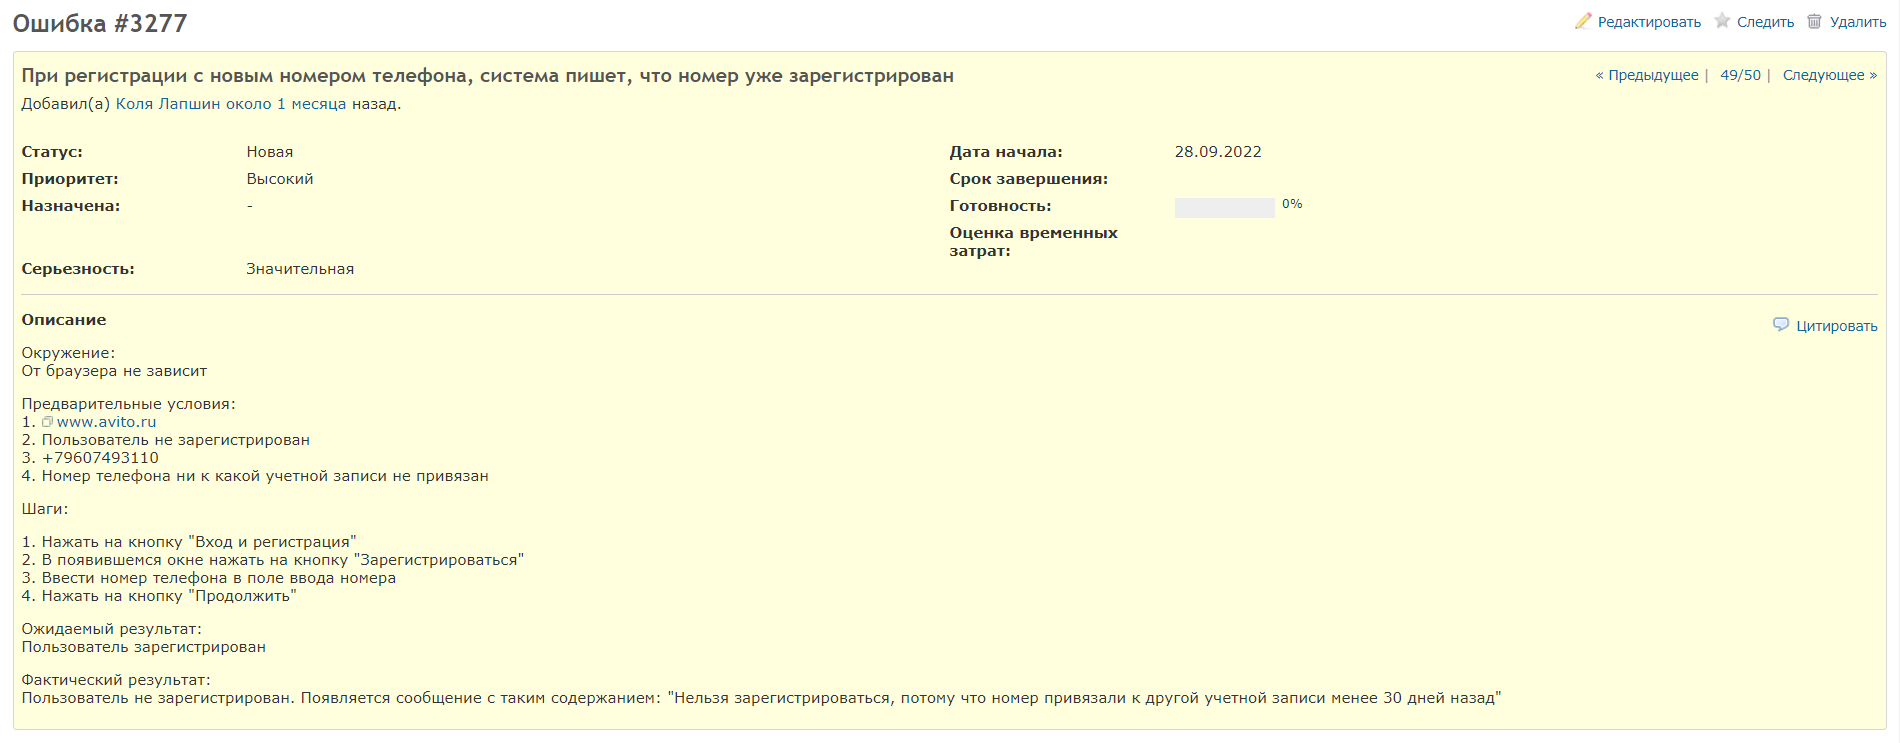 Ошибка #3277
Редактировать Следить Удалить
При регистрации с новым номером телефона, система пишет, что номер уже зарегистрирован
« Предыдущее | 49/50 | Следующее »
Добавил(а) Коля Лапшин около 1 месяца назад.
Статус: Новая Дата начала: 28.09.2022
Приоритет: Высокий Срок завершения:
Назначена: - Готовность: 0%
Оценка временных
затрат:
Серьезность: Значительная
Описание
Цитировать
Окружение:
От браузера не зависит
Предварительные условия:
1. www.avito.ru
2. Пользователь не зарегистрирован
3. +79607493110
4. Номер телефона ни к какой учетной записи не привязан
Шаги:
1. Нажать на кнопку "Вход и регистрация"
2. В появившемся окне нажать на кнопку "Зарегистрироваться"
3. Ввести номер телефона в поле ввода номера
4. Нажать на кнопку "Продолжить"
Ожидаемый результат:
Пользователь зарегистрирован
Фактический результат:
Пользователь не зарегистрирован. Появляется сообщение с таким содержанием: "Нельзя зарегистрироваться, потому что номер привязали к другой учетной записи менее 30 дней назад"